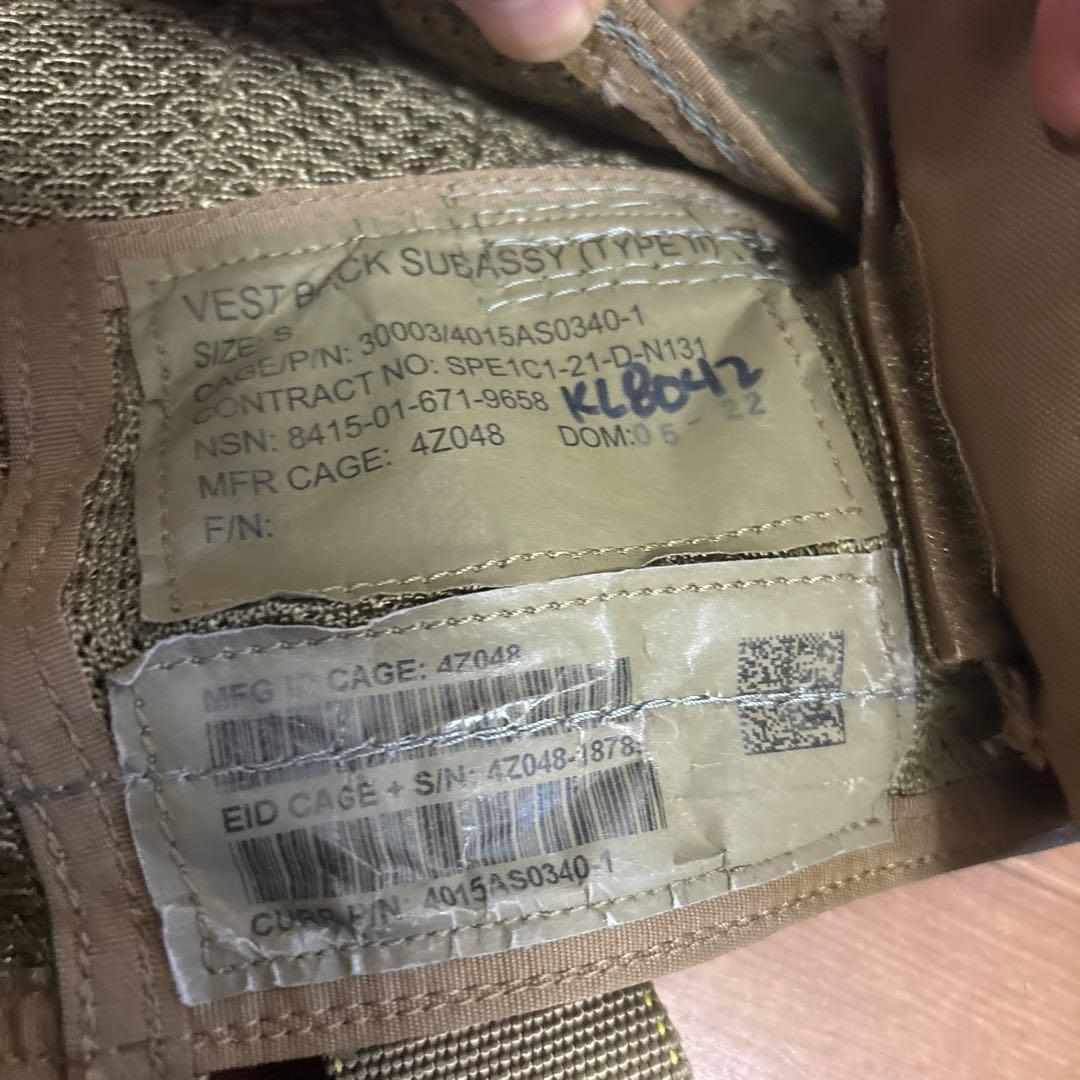 VEST BACK SUBASSY (TYPE II)
SIZE: S
CAGE/P/N: 30003/4015AS0340-1
CONTRACT NO: SPE1C1-21-D-N131
NSN: 8415-01-671-9658 KL8042
MFR CAGE: 4Z048 DOM:05-22
F/N:
MFG ID CAGE: 4Z048
EID CAGE + S/N: 4Z048-1878
CURR P/N: 4015AS0340-1